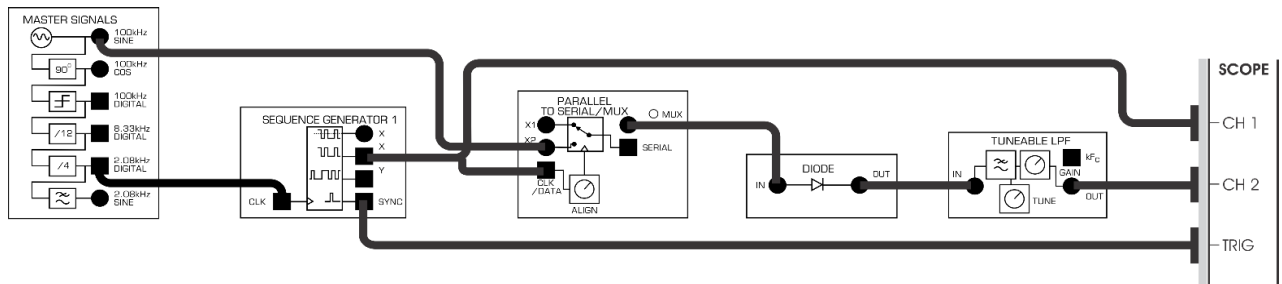 MASTER SIGNALS
100kHz
SINE
90°
100kHz
COS
100kHz
DIGITAL
/12
8.33kHz
DIGITAL
/4
2.08kHz
DIGITAL
2.08kHz
SINE
SEQUENCE GENERATOR 1
X
X
Y
CLK
SYNC
PARALLEL
TO SERIAL/MUX
MUX
X1
X2
SERIAL
CLK
/DATA
ALIGN
DIODE
IN
OUT
TUNEABLE LPF
IN
kFC
GAIN
TUNE
OUT
SCOPE
CH 1
CH 2
TRIG